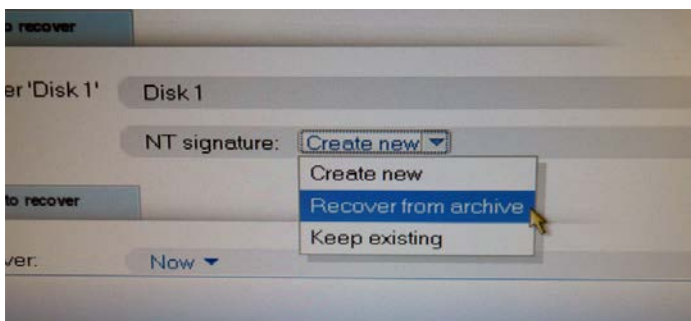 o recover
er 'Disk 1' Disk 1
NT signature: Create new
Create new
Recover from archive
Keep existing
to recover
ver: Now